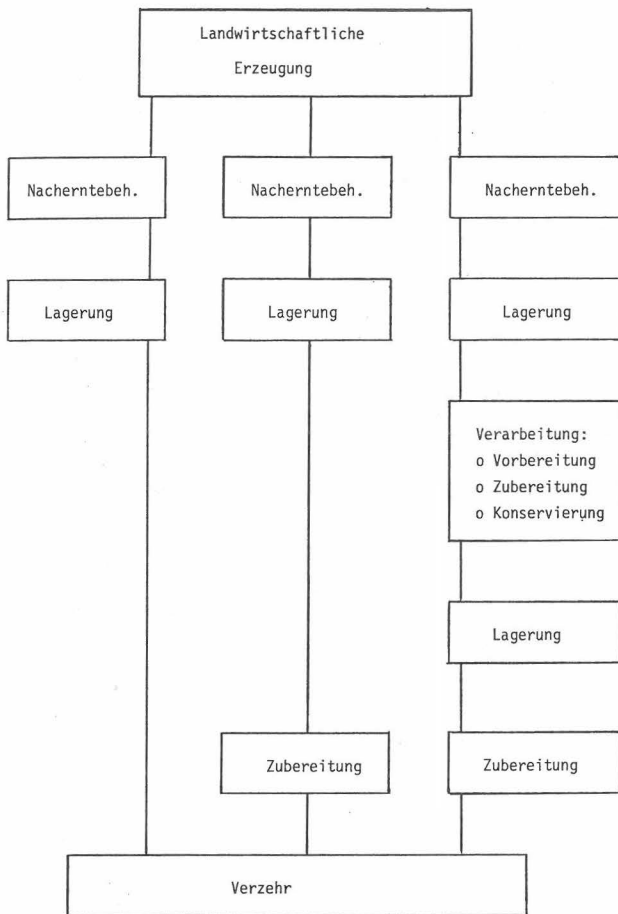 Landwirtschaftliche
Erzeugung
Nacherntebeh.
Nacherntebeh.
Nacherntebeh.
Lagerung
Lagerung
Lagerung
Verarbeitung:
o Vorbereitung
o Zubereitung
o Konservierung
Lagerung
Zubereitung
Zubereitung
Verzehr